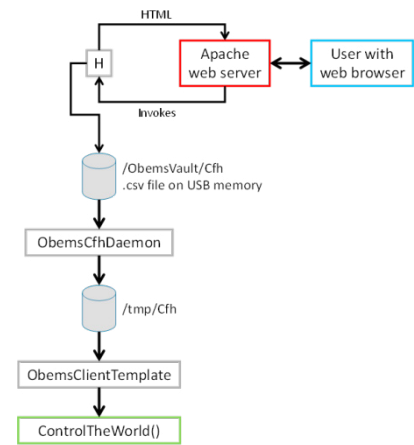 HTML
H
Apache
web server
User with
web browser
Invokes
/ObemsVault/Cfh
.csv file on USB memory
ObemsCfhDaemon
/tmp/Cfh
ObemsClientTemplate
ControlTheWorld()